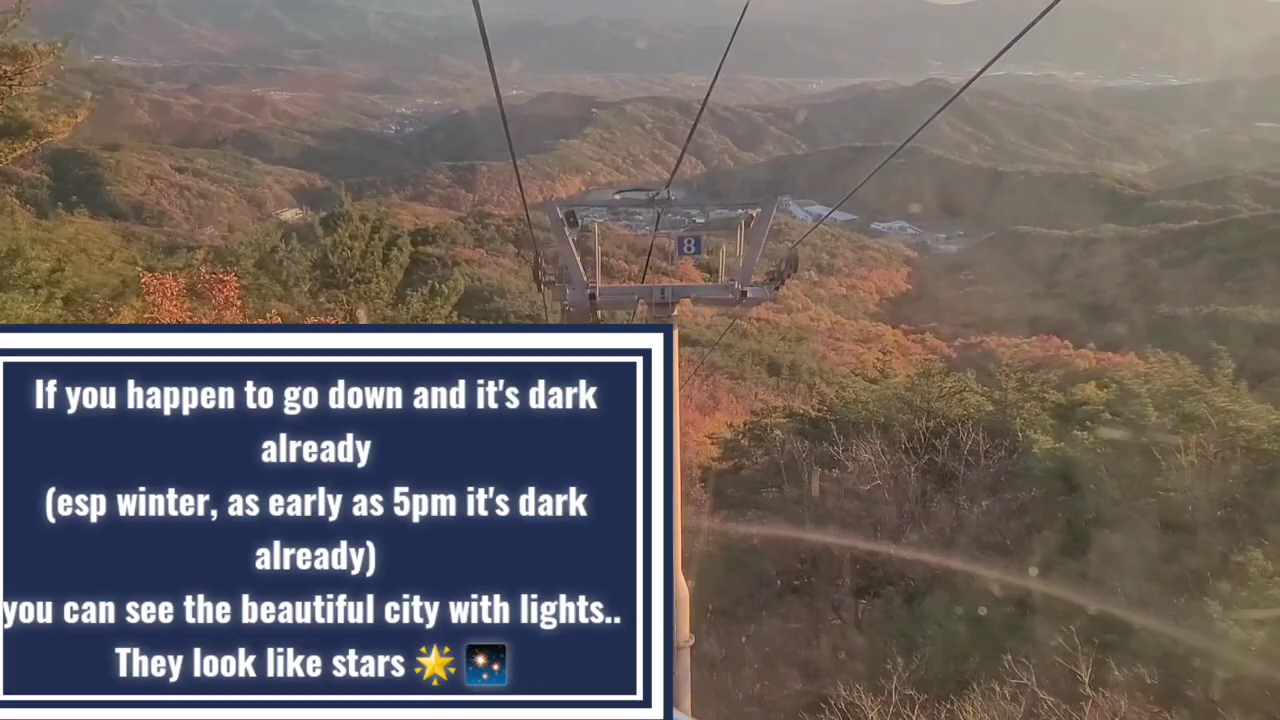 8
If you happen to go down and it's dark
already
(esp winter, as early as 5pm it's dark
already)
you can see the beautiful city with lights..
They look like stars 🌟 🎇